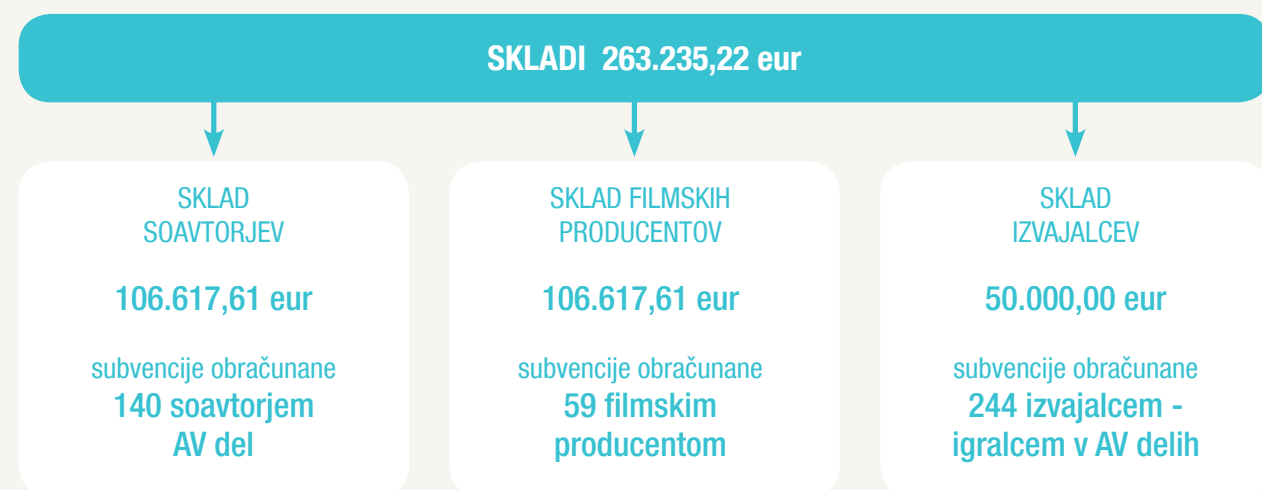 SKLADI 263.235,22 eur
SKLAD
SOAVTORJEV
106.617,61 eur
subvencije obračunane
140 soavtorjem
AV del
SKLAD FILMSKIH
PRODUCENTOV
106.617,61 eur
subvencije obračunane
59 filmskim
producentom
SKLAD
IZVAJALCEV
50.000,00 eur
subvencije obračunane
244 izvajalcem -
igralcem v AV delih